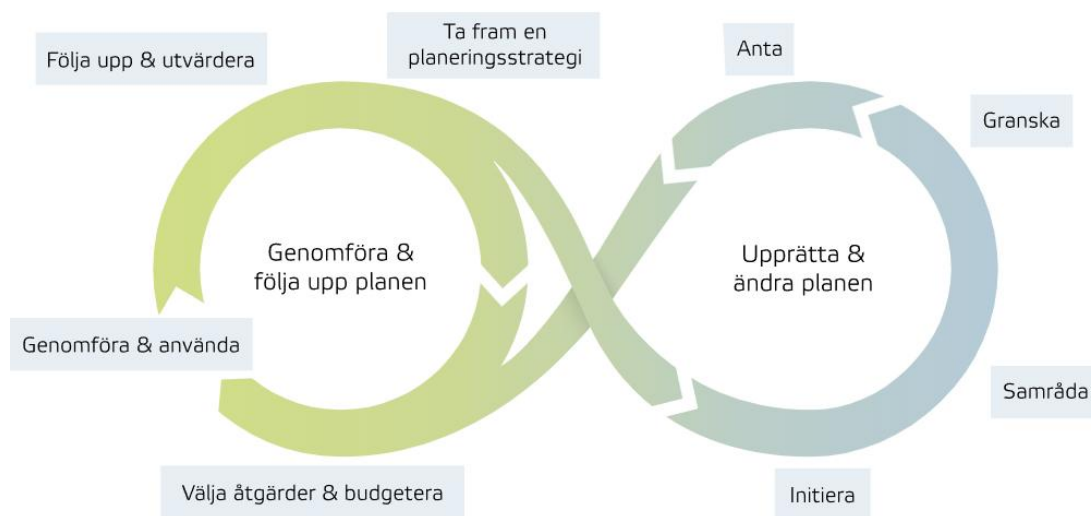 Ta fram en
planeringsstrategi
Följa upp & utvärdera
Anta
Granska
Genomföra &
följa upp planen
Upprätta &
ändra planen
Genomföra & använda
Samråda
Välja åtgärder & budgetera
Initiera